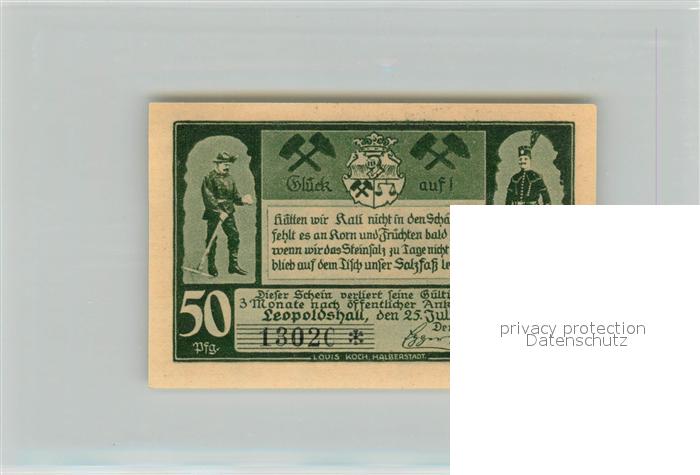 Glück auf!
Hätten wir Kali nicht in den Schä
fehlt es an Korn und Früchten bald
wenn wir das Steinsalz zu Tage nicht
blieb auf dem Tisch unser Salzfaß le
50
Pfg.
Dieser Schein verliert seine Gülti
3 Monate nach öffentlicher Ank
Leopoldshall, den 25. Jul
Der
13020 *
LOUIS KOCH, HALBERSTADT.
privacy protection
Datenschutz